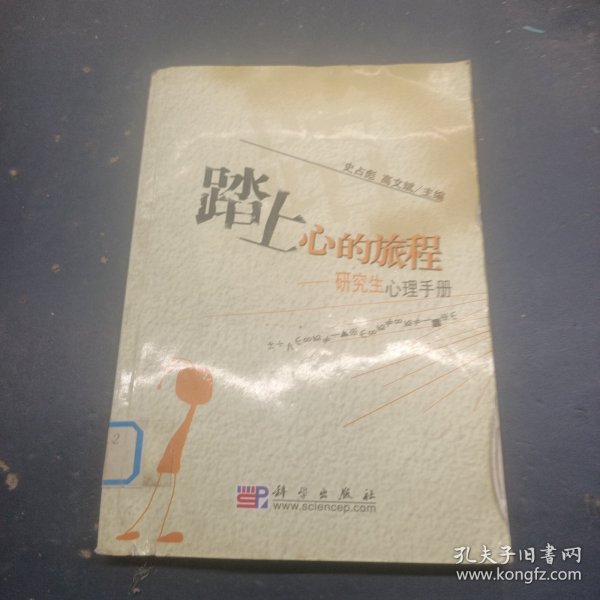 史占彪 高文斌/主编
踏上心的旅程
——研究生心理手册
2
科学出版社
www.sciencep.com
孔夫子旧书网
www.kongfz.com